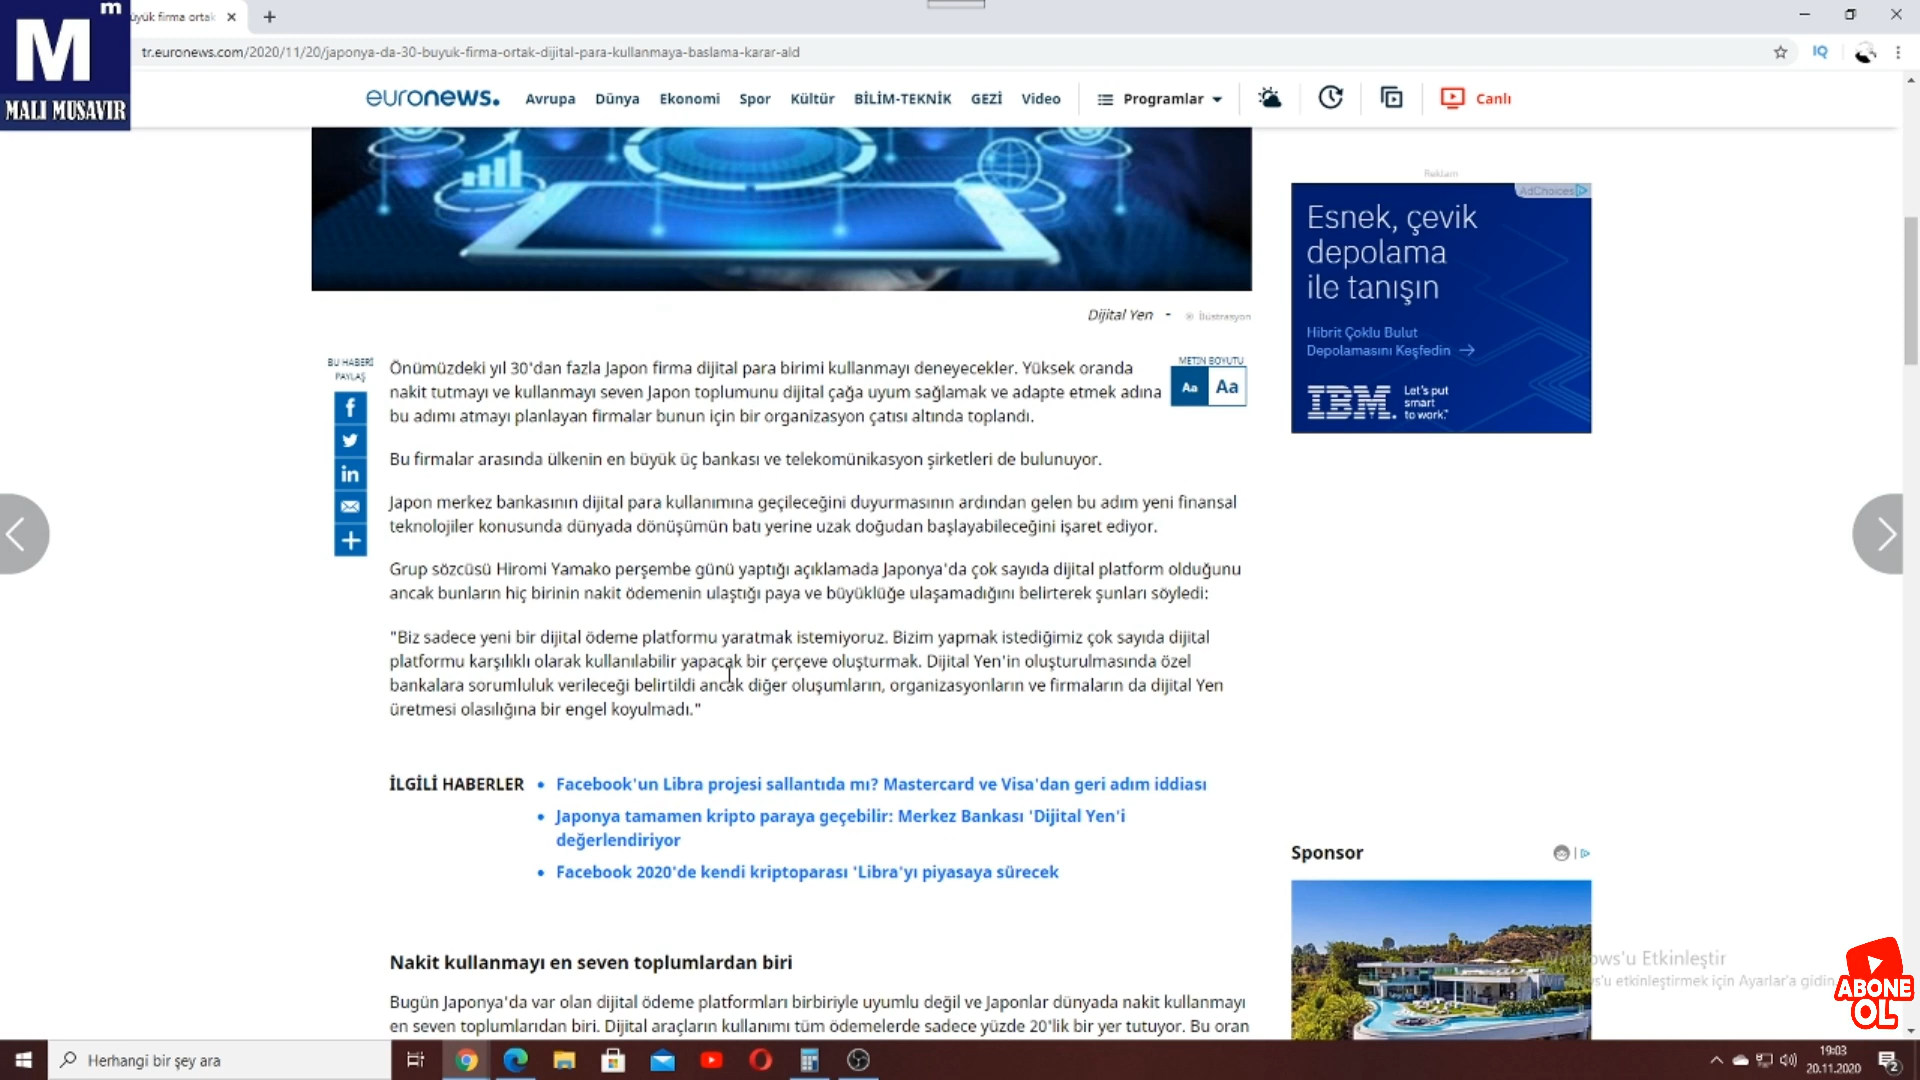 m
M
MALI MUSAVIR
üyük firma ortak
tr.euronews.com/2020/11/20/japonya-da-30-buyuk-firma-ortak-dijital-para-kullanmaya-baslama-karar-ald
IQ
euronews.
Avrupa Dünya Ekonomi Spor Kültür BİLİM-TEKNİK GEZİ Video Programlar Canlı
Reklam
AdChoices
Esnek, çevik
depolama
ile tanışın
Hibrit Çoklu Bulut
Depolamasını Keşfedin →
IBM.
Let's put
smart
to work.
Dijital Yen - © İllüstrasyon
BU HABERİ
PAYLAŞ
METİN BOYUTU
Aa Aa
Önümüzdeki yıl 30'dan fazla Japon firma dijital para birimi kullanmayı deneyecekler. Yüksek oranda
nakit tutmayı ve kullanmayı seven Japon toplumunu dijital çağa uyum sağlamak ve adapte etmek adına
bu adımı atmayı planlayan firmalar bunun için bir organizasyon çatısı altında toplandı.
Bu firmalar arasında ülkenin en büyük üç bankası ve telekomünikasyon şirketleri de bulunuyor.
Japon merkez bankasının dijital para kullanımına geçileceğini duyurmasının ardından gelen bu adım yeni finansal
teknolojiler konusunda dünyada dönüşümün batı yerine uzak doğudan başlayabileceğini işaret ediyor.
Grup sözcüsü Hiromi Yamako perşembe günü yaptığı açıklamada Japonya'da çok sayıda dijital platform olduğunu
ancak bunların hiç birinin nakit ödemenin ulaştığı paya ve büyüklüğe ulaşamadığını belirterek şunları söyledi:
"Biz sadece yeni bir dijital ödeme platformu yaratmak istemiyoruz. Bizim yapmak istediğimiz çok sayıda dijital
platformu karşılıklı olarak kullanılabilir yapacak bir çerçeve oluşturmak. Dijital Yen'in oluşturulmasında özel
bankalara sorumluluk verileceği belirtildi ancak diğer oluşumların, organizasyonların ve firmaların da dijital Yen
üretmesi olasılığına bir engel koyulmadı."
İLGİLİ HABERLER
• Facebook'un Libra projesi sallantıda mı? Mastercard ve Visa'dan geri adım iddiası
• Japonya tamamen kripto paraya geçebilir: Merkez Bankası 'Dijital Yen'i
değerlendiriyor
• Facebook 2020'de kendi kriptoparası 'Libra'yı piyasaya sürecek
Sponsor
Nakit kullanmayı en seven toplumlardan biri
Bugün Japonya'da var olan dijital ödeme platformları birbiriyle uyumlu değil ve Japonlar dünyada nakit kullanmayı
en seven toplumlarıdan biri. Dijital araçların kullanımı tüm ödemelerde sadece yüzde 20'lik bir yer tutuyor. Bu oran
Windows'u Etkinleştir
Windows'u etkinleştirmek için Ayarlar'a gidin
ABONE
OL
Herhangi bir şey ara
19:03
20.11.2020
2